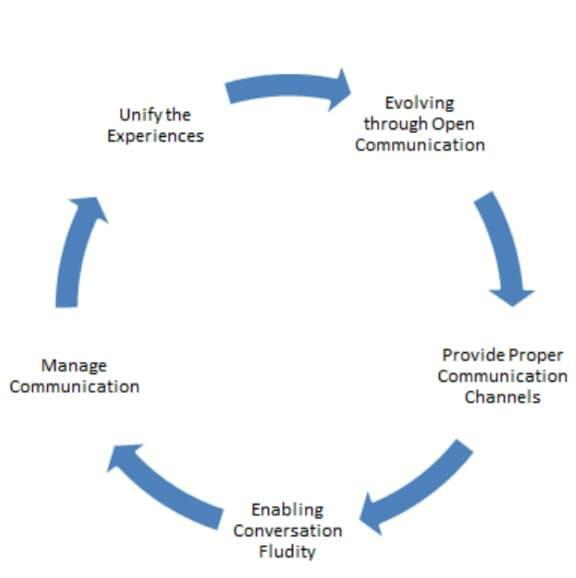 Unify the
Experiences
Evolving
through Open
Communication
Provide Proper
Communication
Channels
Enabling
Conversation
Fludity
Manage
Communication